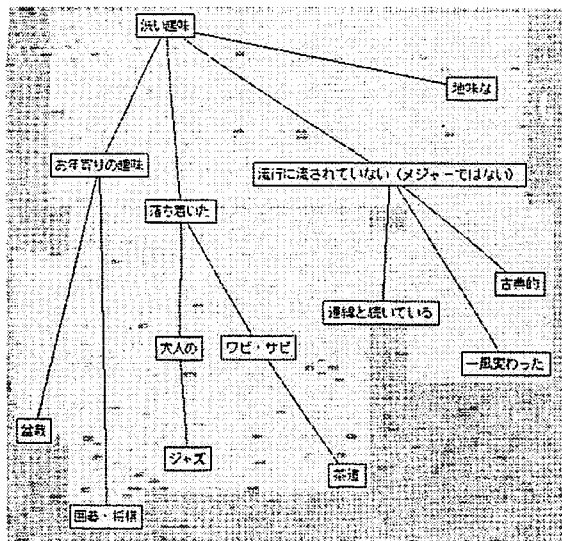 渋い趣味
地味な
お年寄りの趣味
流行に流されていない（メジャーではない）
落ち着いた
古典的
連綿と続いている
大人の
ワビ・サビ
一風変わった
盆栽
ジャズ
茶道
囲碁・将棋